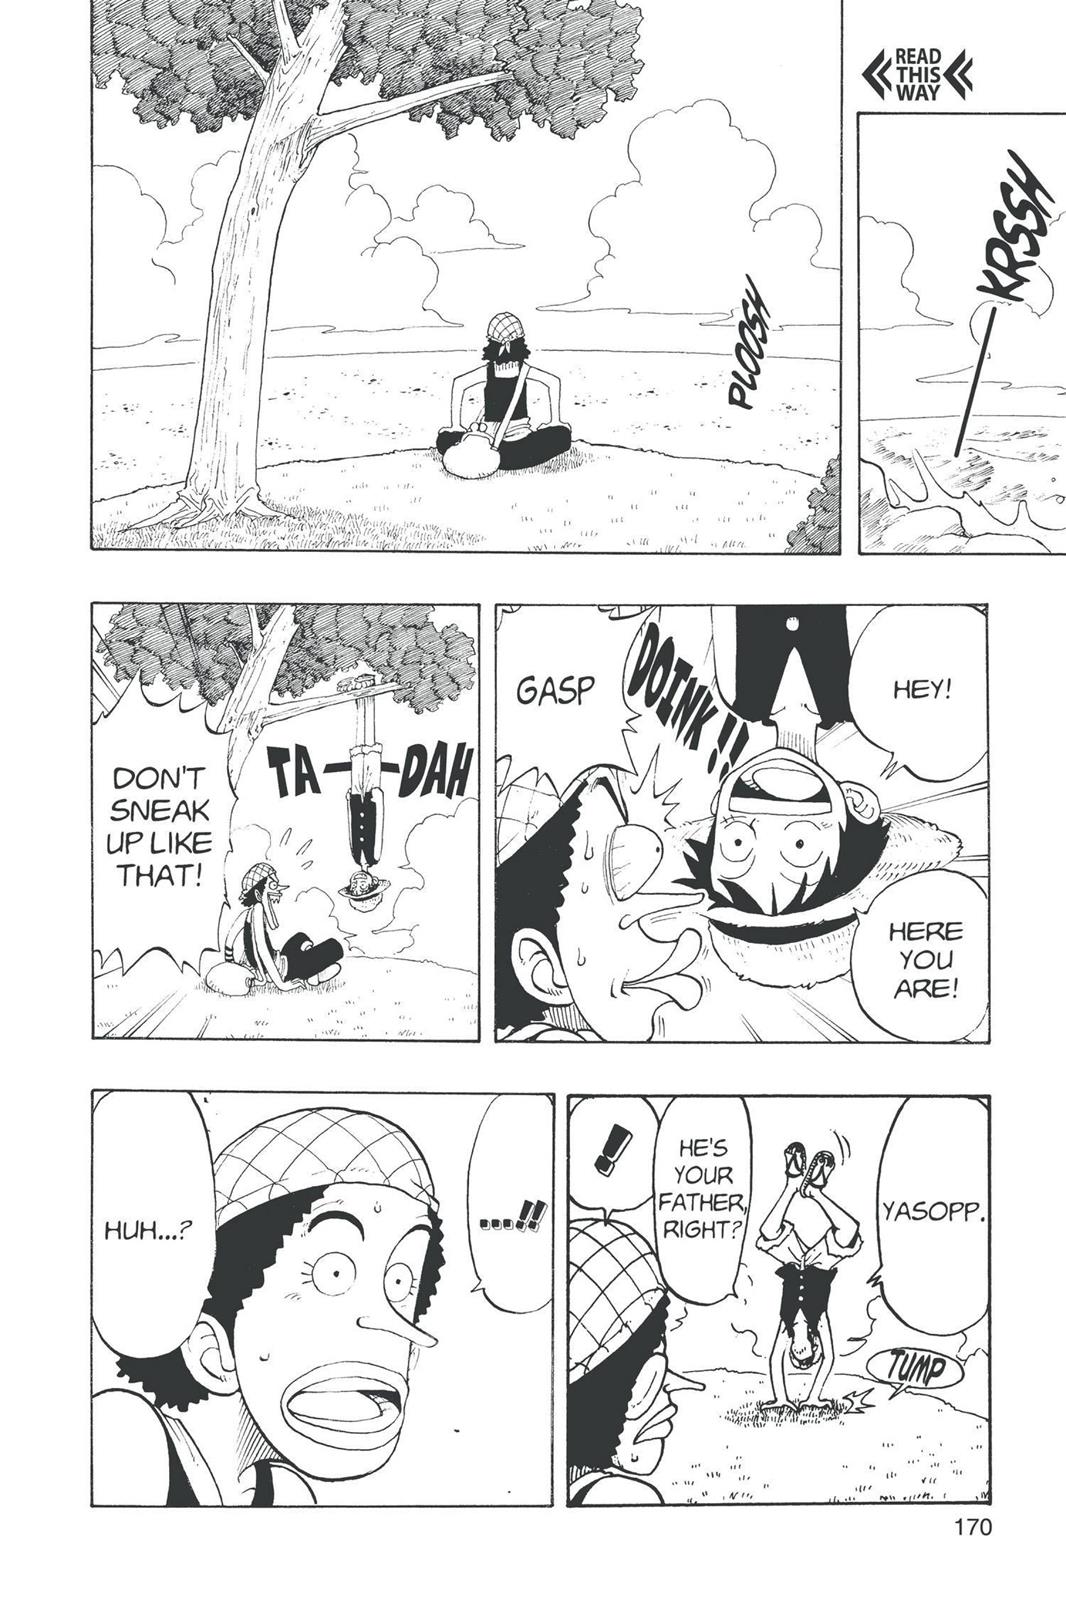 READ
THIS
WAY
KRSSH
PLOOSH
HEY!
DOINK!!
GASP
HERE
YOU
ARE!
TA-DAH
DON'T
SNEAK
UP LIKE
THAT!
YASOPP.
HE'S
YOUR
FATHER,
RIGHT?
!
TUMP
....!!
HUH...?
170